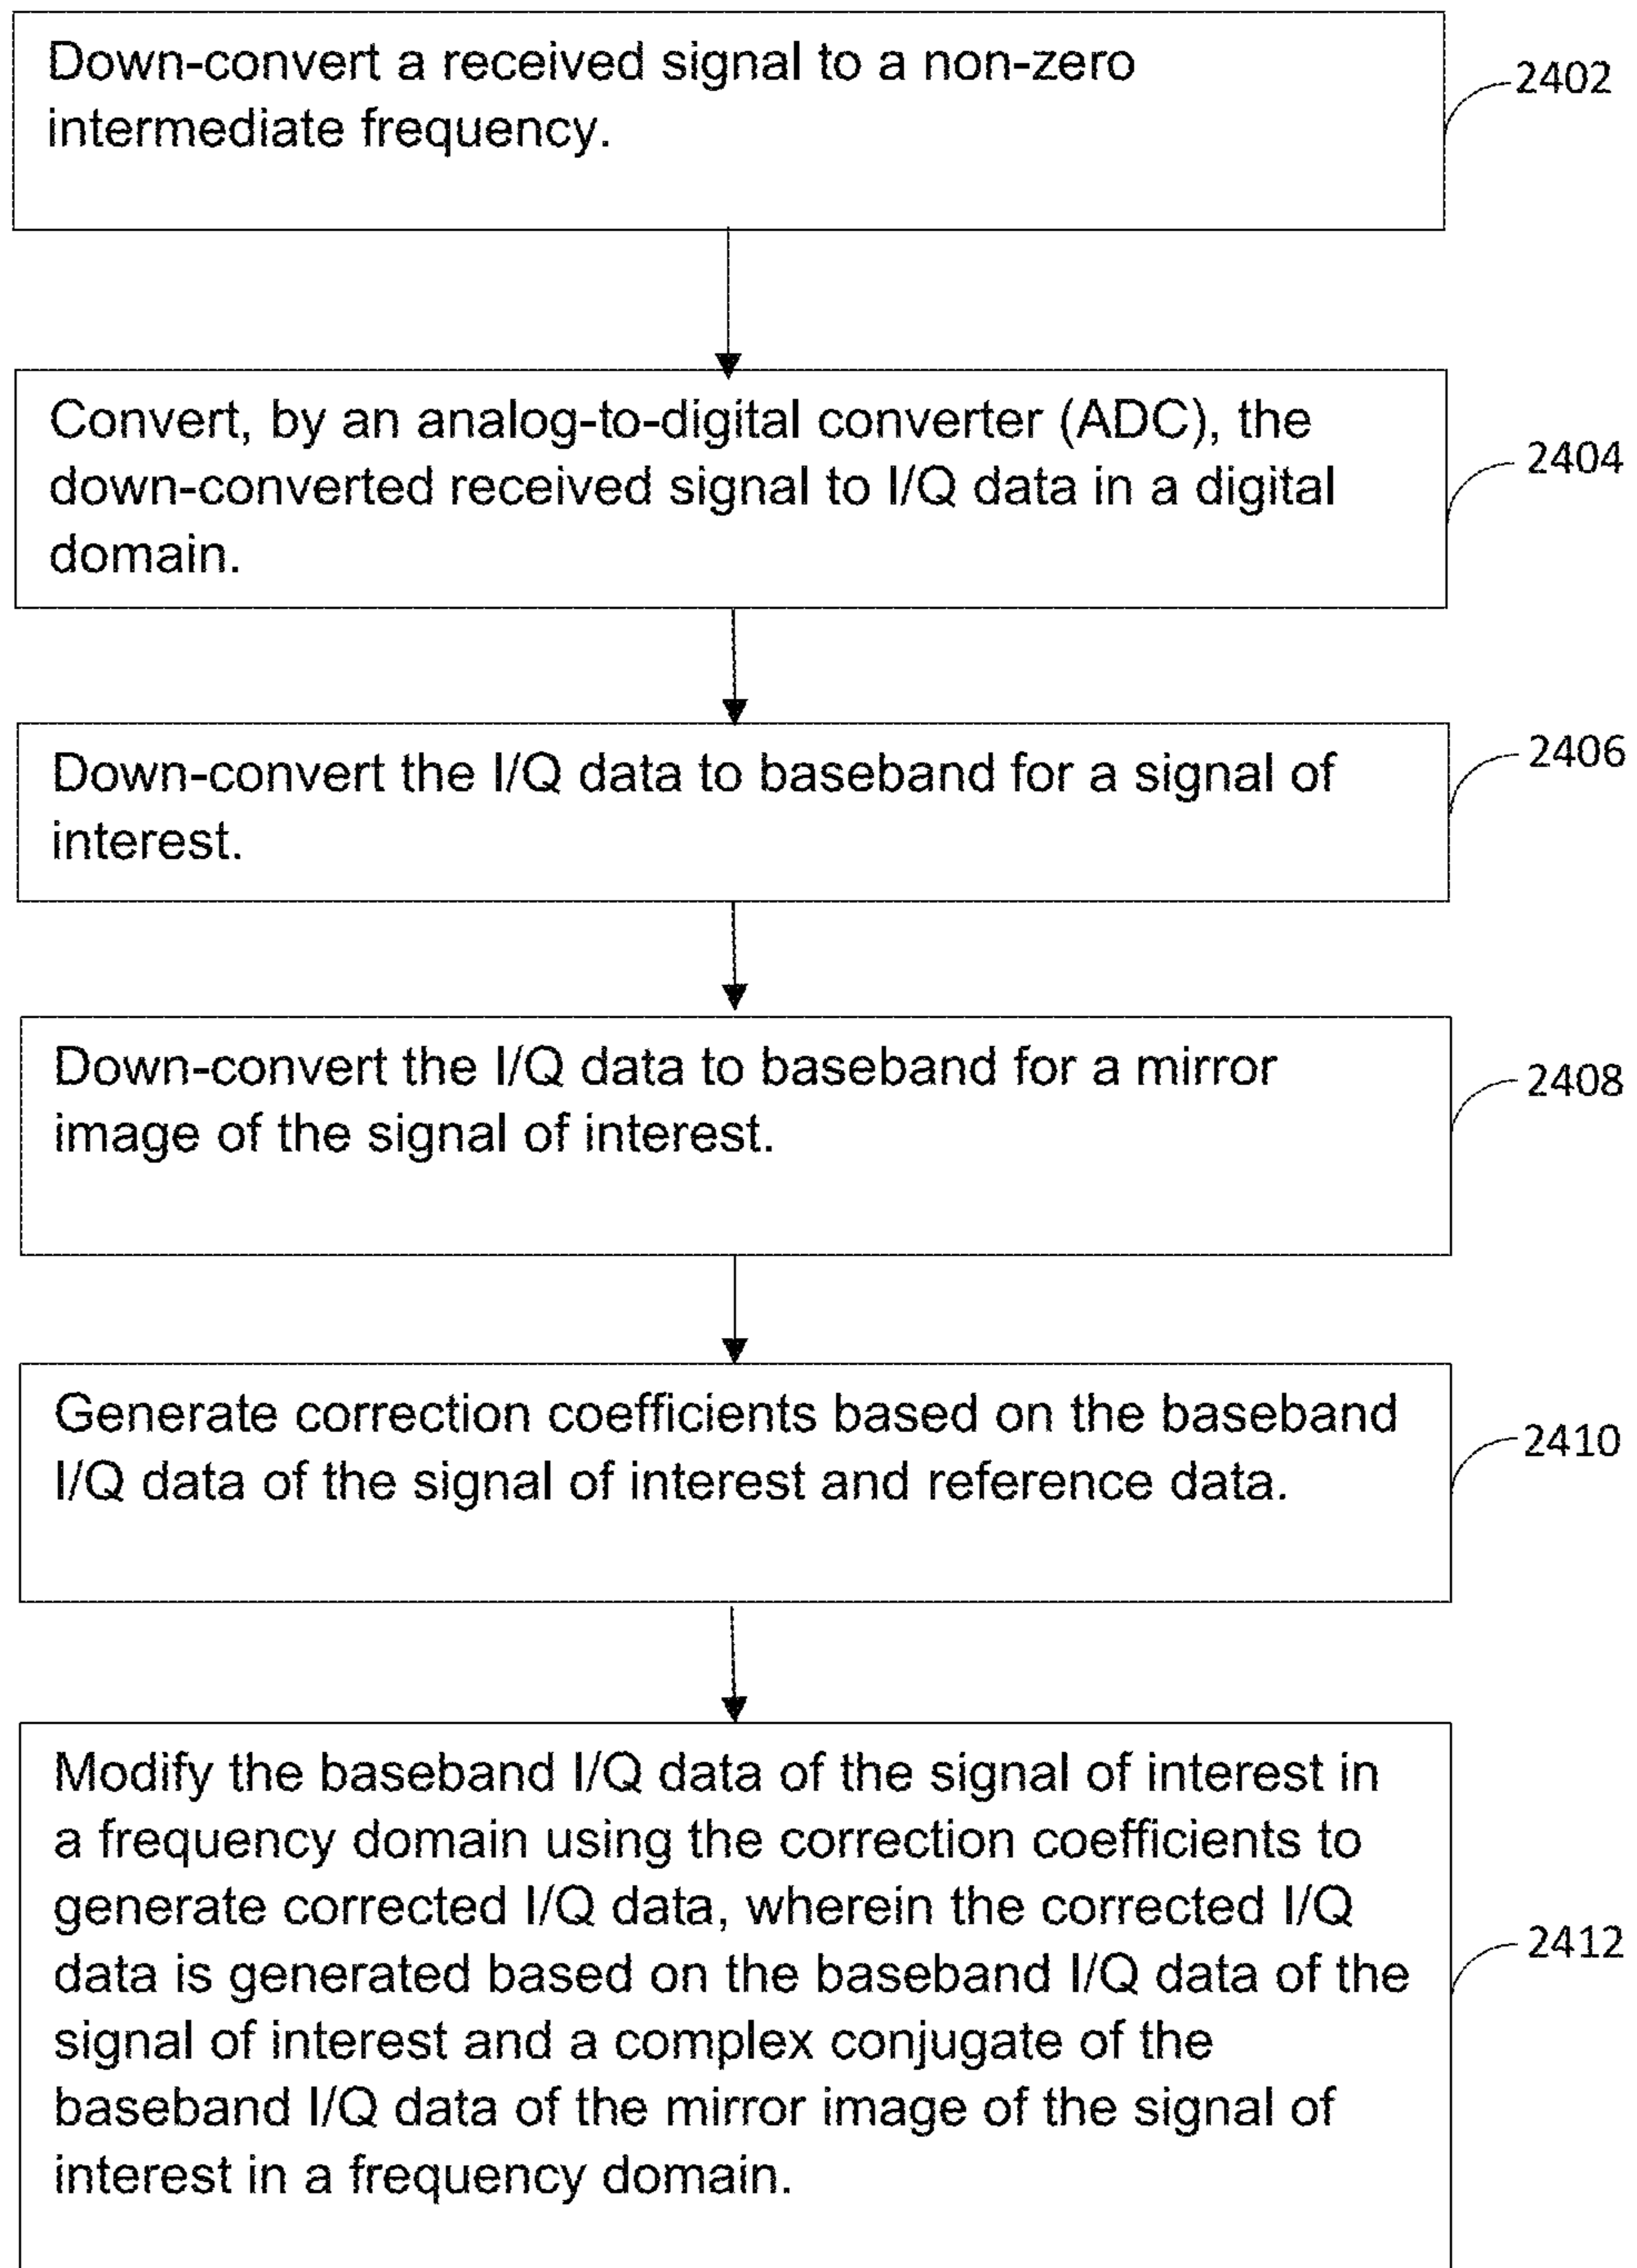 Down-convert a received signal to a non-zero
intermediate frequency.
2402
Convert, by an analog-to-digital converter (ADC), the
down-converted received signal to I/Q data in a digital
domain.
2404
Down-convert the I/Q data to baseband for a signal of
interest.
2406
Down-convert the I/Q data to baseband for a mirror
image of the signal of interest.
2408
Generate correction coefficients based on the baseband
I/Q data of the signal of interest and reference data.
2410
Modify the baseband I/Q data of the signal of interest in
a frequency domain using the correction coefficients to
generate corrected I/Q data, wherein the corrected I/Q
data is generated based on the baseband I/Q data of the
signal of interest and a complex conjugate of the
baseband I/Q data of the mirror image of the signal of
interest in a frequency domain.
2412